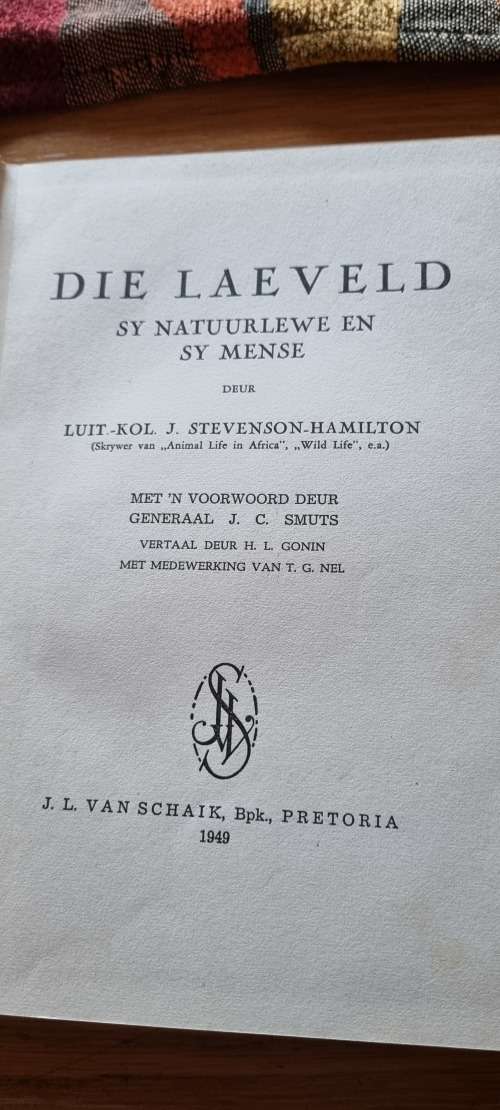 DIE LAEVELD
SY NATUURLEWE EN
SY MENSE
DEUR
LUIT.-KOL. J. STEVENSON-HAMILTON
(Skrywer van „Animal Life in Africa", „Wild Life", e.a.)
MET 'N VOORWOORD DEUR
GENERAAL J. C. SMUTS
VERTAAL DEUR H. L. GONIN
MET MEDEWERKING VAN T. G. NEL
J. L. VAN SCHAIK, Bpk., PRETORIA
1949